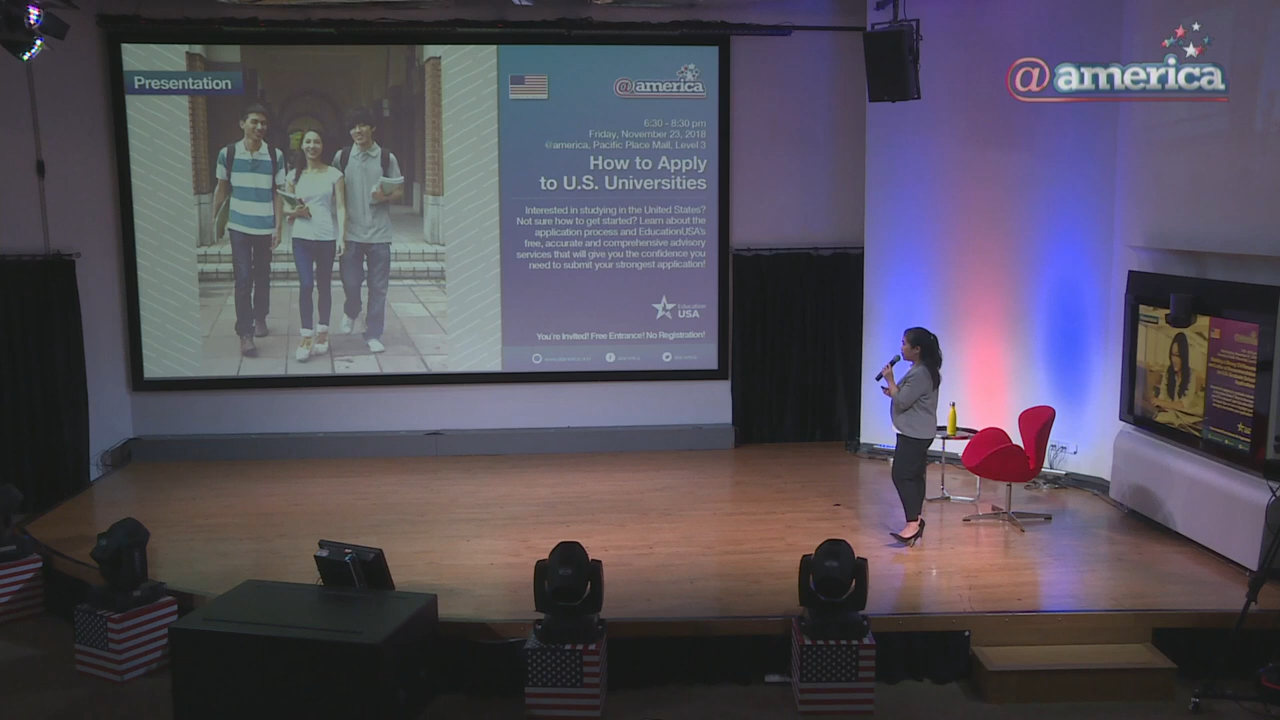 Presentation
@america
6:30 - 8:30 pm
Friday, November 23, 2018
@america, Pacific Place Mall, Level 3
How to Apply
to U.S. Universities
Interested in studying in the United States?
Not sure how to get started? Learn about the
application process and EducationUSA's
free, accurate and comprehensive advisory
services that will give you the confidence you
need to submit your strongest application!
Education
USA
You're Invited! Free Entrance! No Registration!
@america